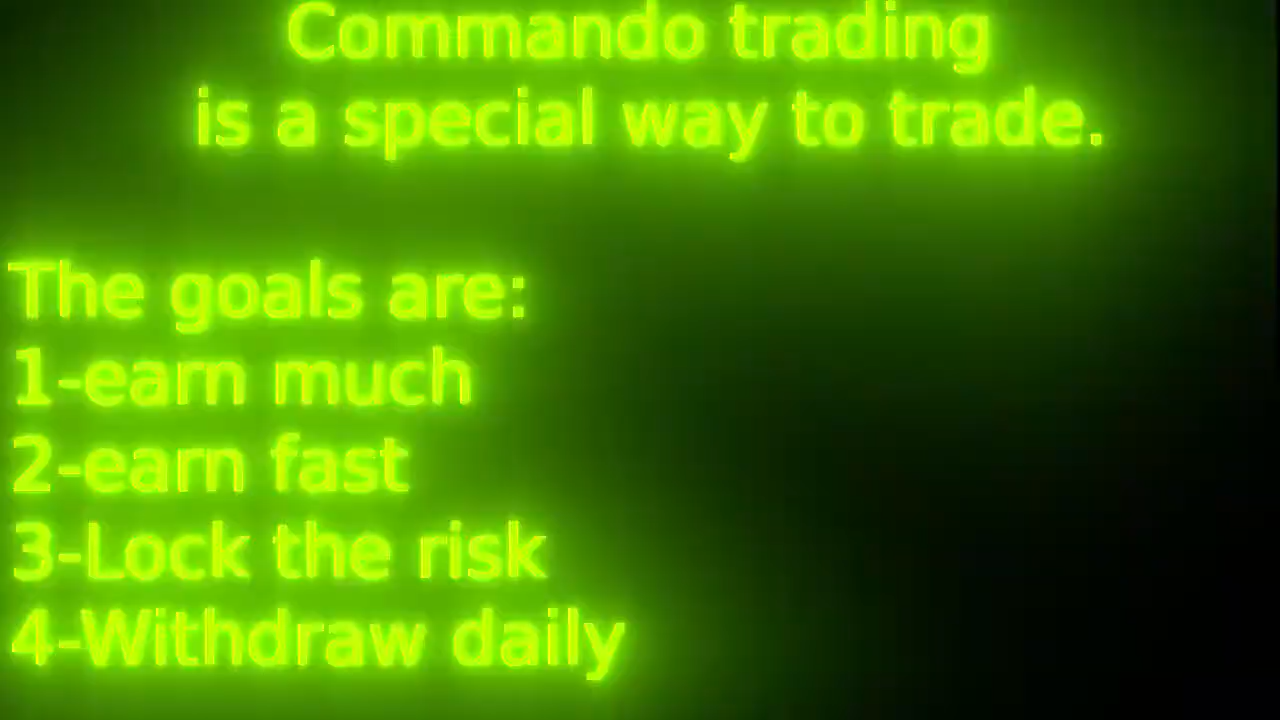 Commando trading
is a special way to trade.
The goals are:
1-earn much
2-earn fast
3-Lock the risk
4-Withdraw daily